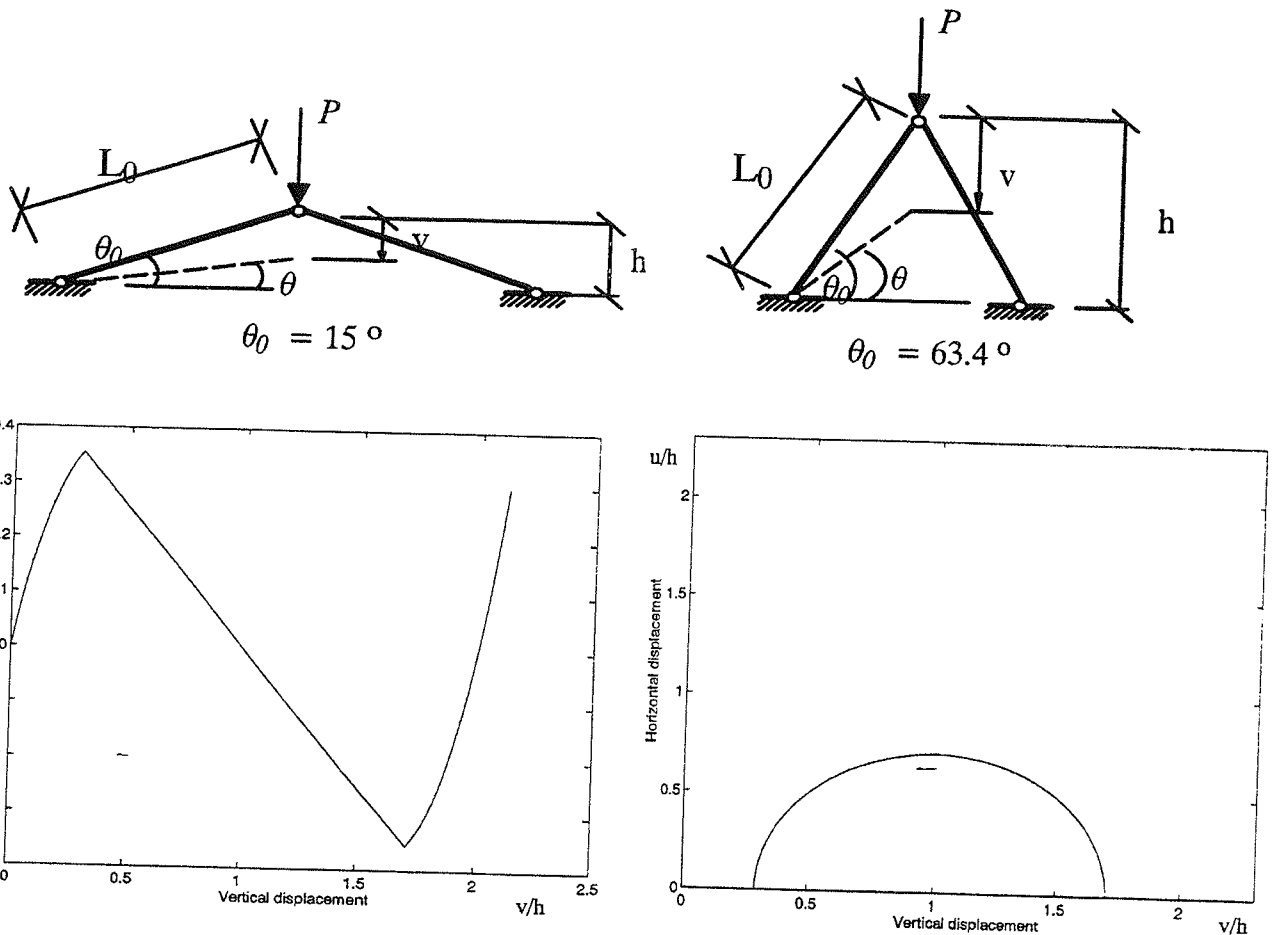 P
L0
θ0
θ
v
h
θ0 = 15 o
P
L0
θ0
θ
v
h
θ0 = 63.4 o
0.4
.3
.2
.1
0
0
0.5
1
1.5
2
2.5
Vertical displacement
v/h
u/h
2
1.5
1
0.5
0
Horizontal displacement
0
0.5
1
1.5
2
Vertical displacement
v/h